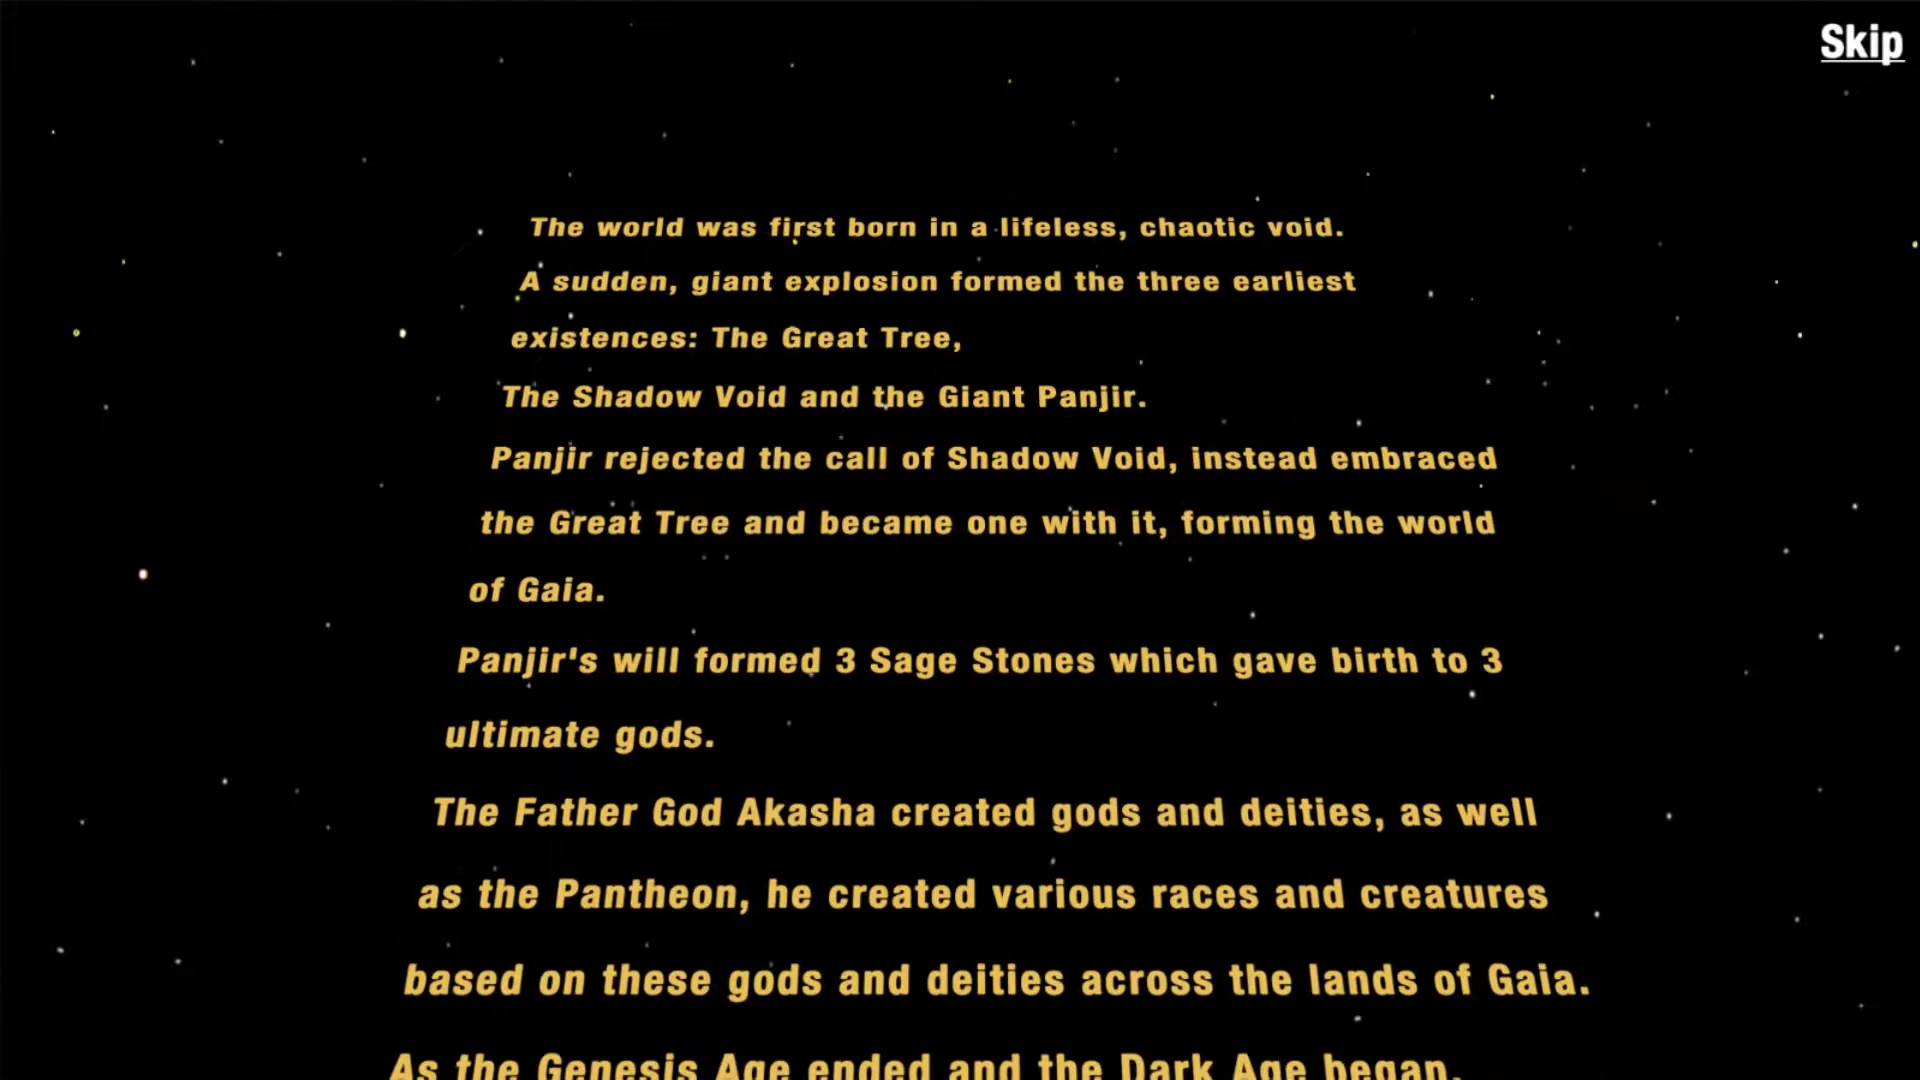 Skip
The world was first born in a lifeless, chaotic void.
A sudden, giant explosion formed the three earliest
existences: The Great Tree,
The Shadow Void and the Giant Panjir.
Panjir rejected the call of Shadow Void, instead embraced
the Great Tree and became one with it, forming the world
of Gaia.
Panjir's will formed 3 Sage Stones which gave birth to 3
ultimate gods.
The Father God Akasha created gods and deities, as well
as the Pantheon, he created various races and creatures
based on these gods and deities across the lands of Gaia.
As the Genesis Age ended and the Dark Age began,